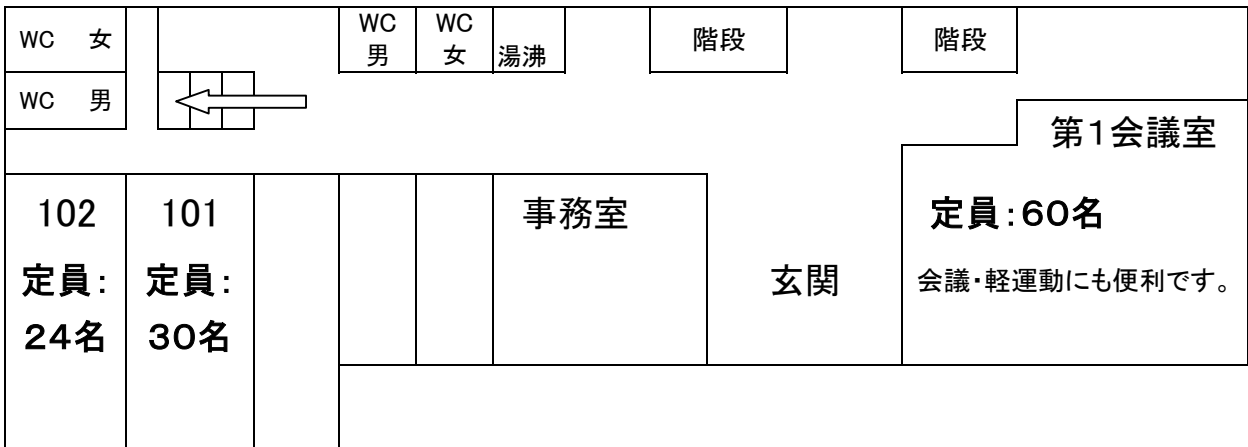 WC 女
WC 男
WC
男
WC
女
湯沸
階段
階段
第1会議室
定員:60名
会議・軽運動にも便利です。
102
定員:
24名
101
定員:
30名
事務室
玄関